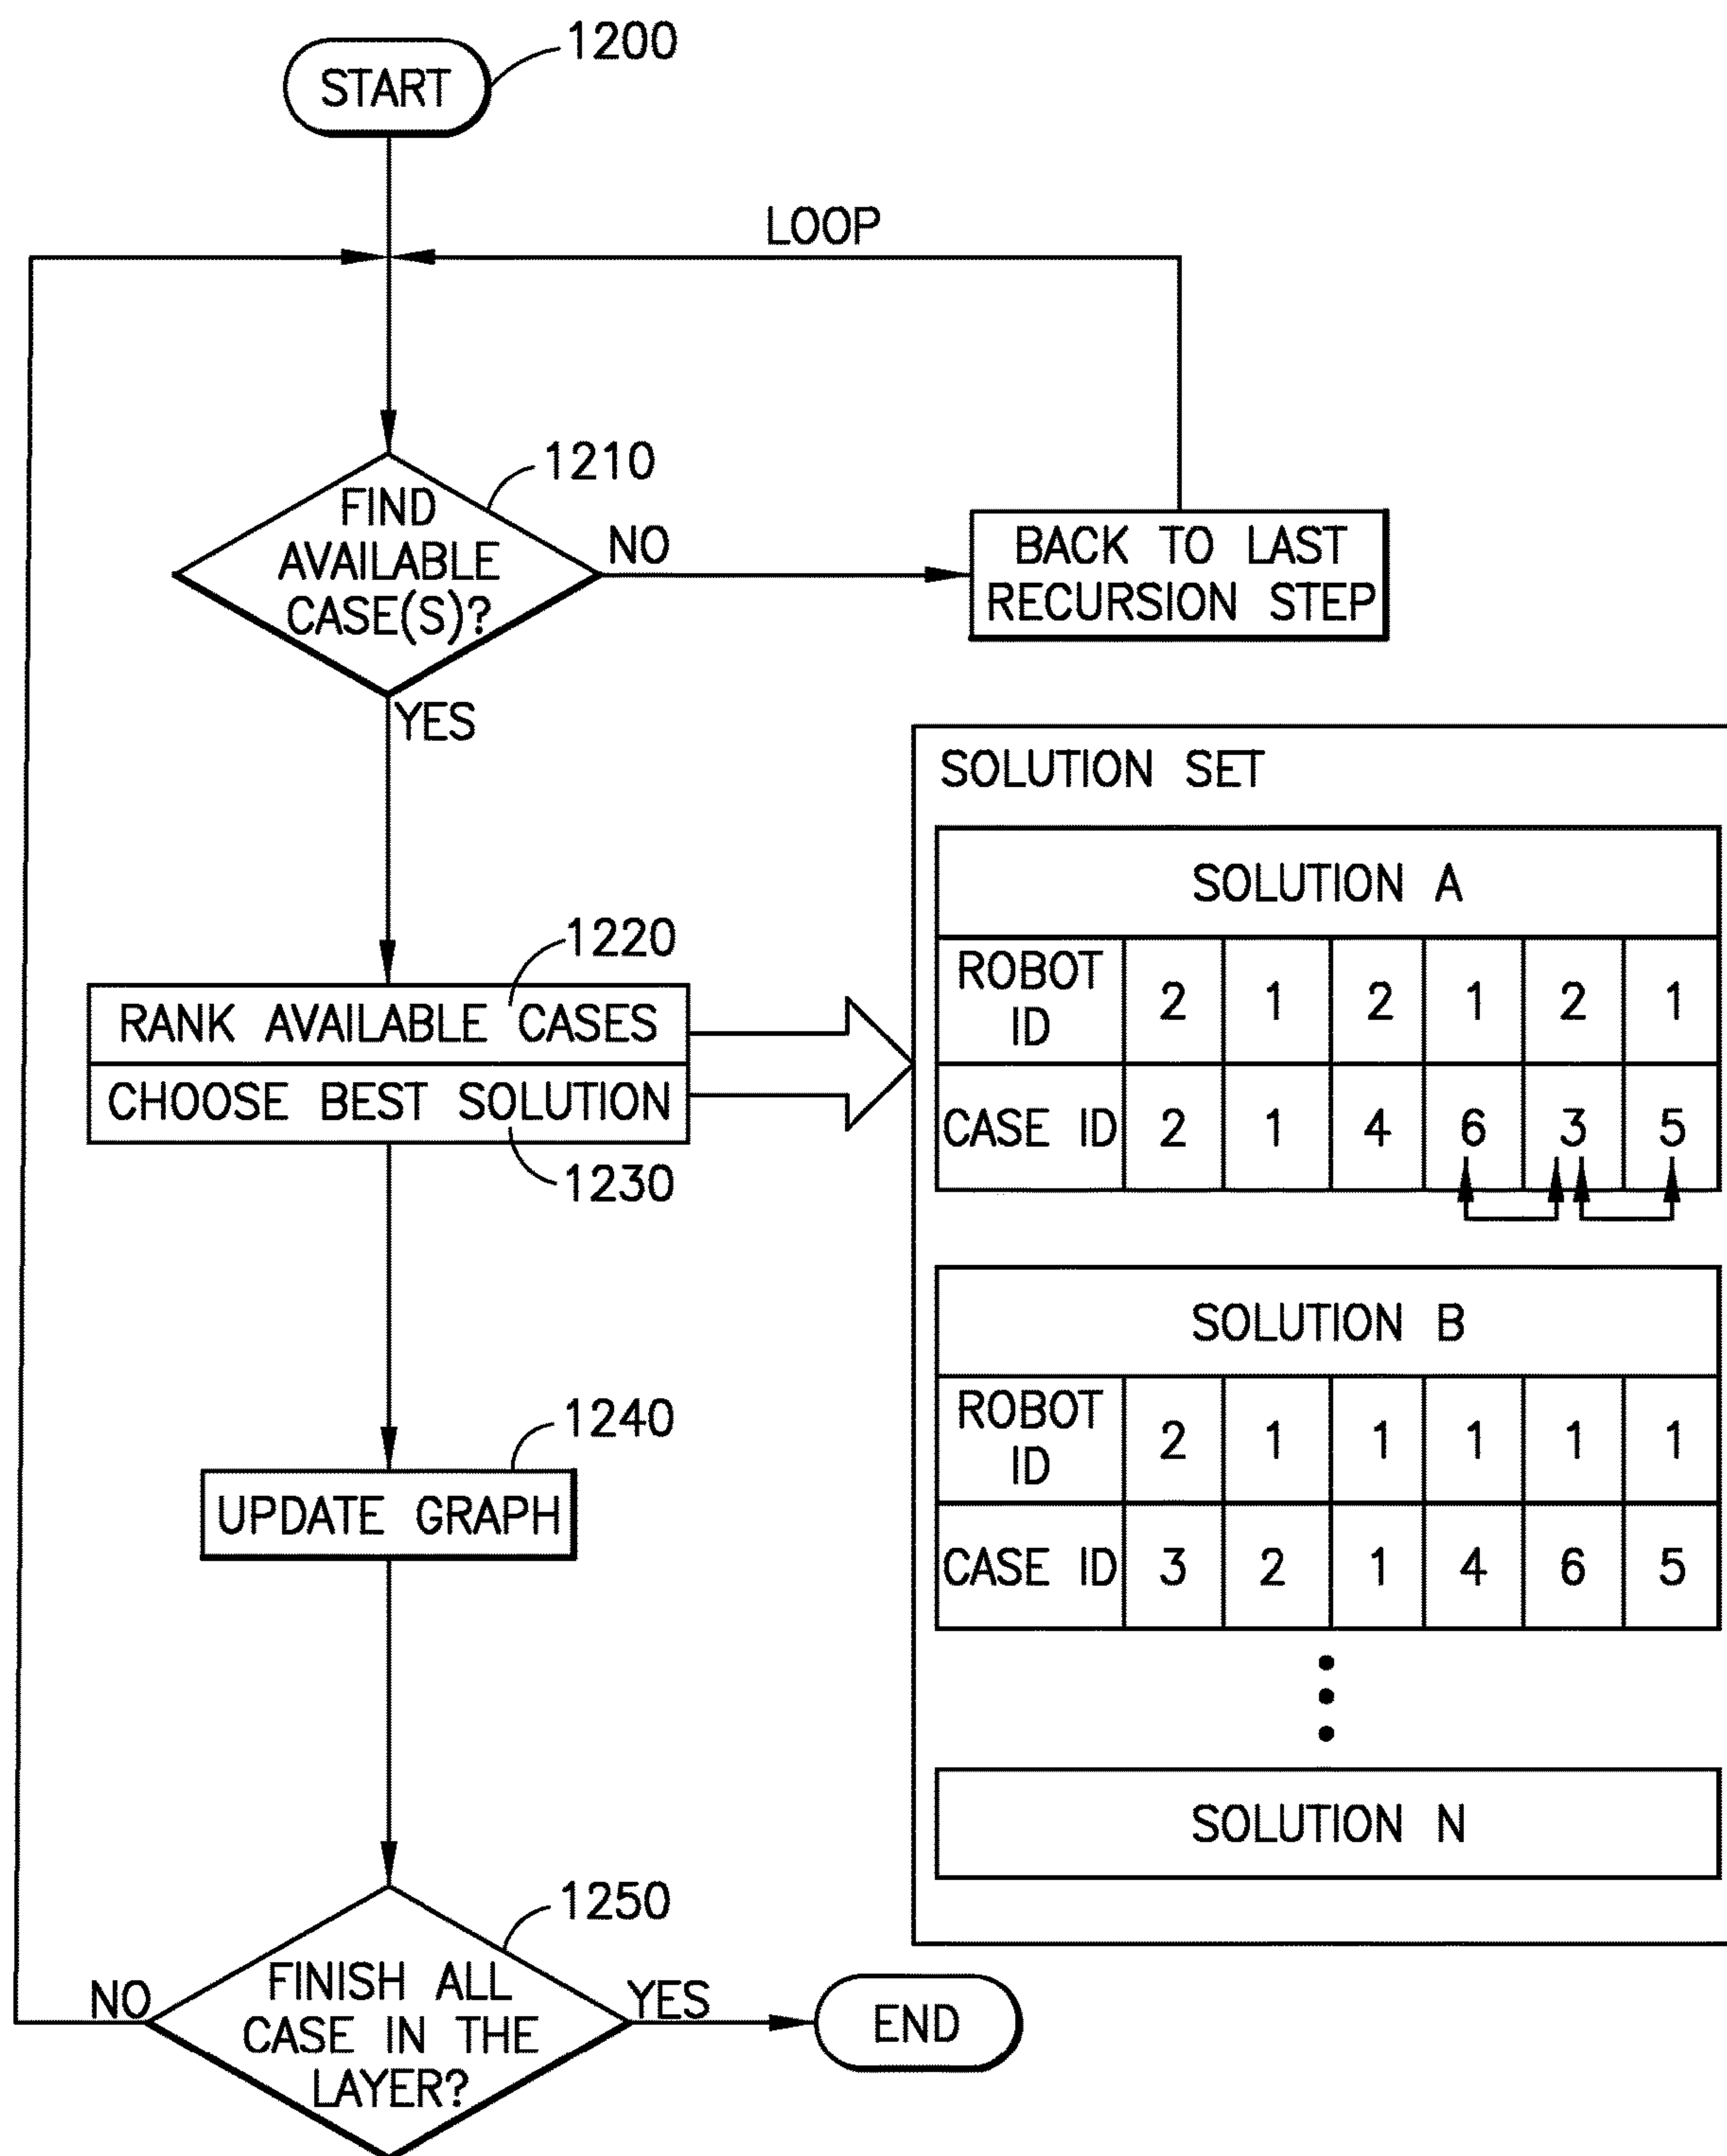 START
1200
LOOP
1210
FIND
AVAILABLE
CASE(S)?
NO
BACK TO LAST
RECURSION STEP
YES
1220
RANK AVAILABLE CASES
CHOOSE BEST SOLUTION
1230
SOLUTION SET
SOLUTION A
ROBOT ID 2 1 2 1 2 1
CASE ID 2 1 4 6 3 5
SOLUTION B
ROBOT ID 2 1 1 1 1 1
CASE ID 3 2 1 4 6 5
SOLUTION N
1240
UPDATE GRAPH
1250
FINISH ALL
CASE IN THE
LAYER?
NO
YES
END